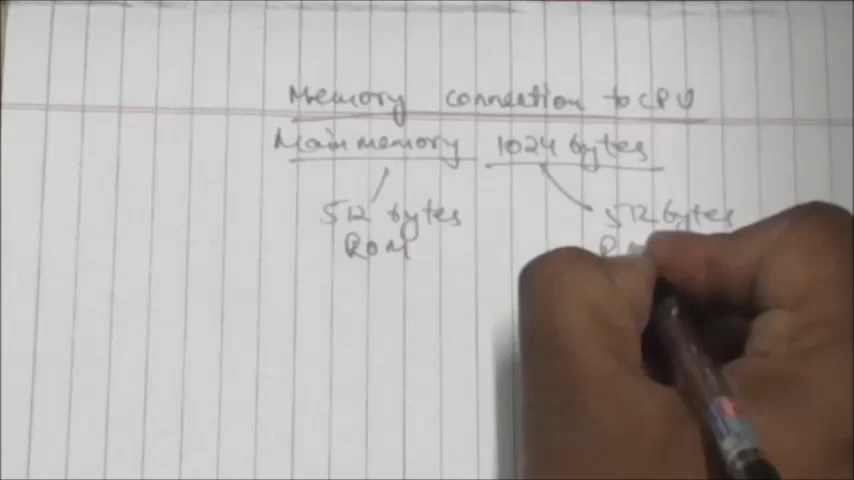 Memory connection to CPU
Main memory 1024 bytes
512 bytes 512 bytes
ROM